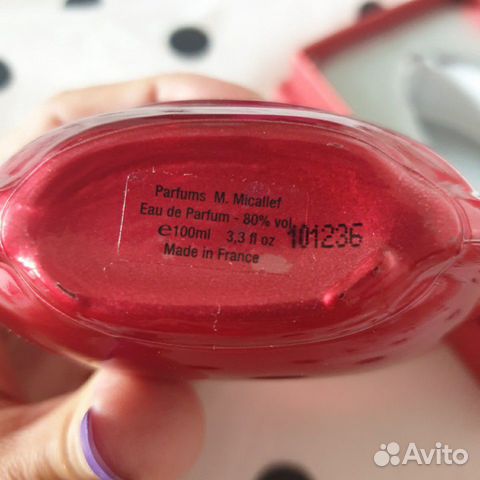 Parfums M. Micallef
Eau de Parfum - 80% vol.
℮100ml 3,3 fl oz 101236
Made in France
Avito